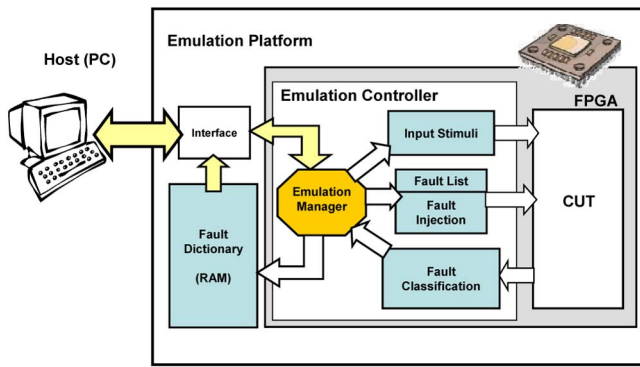 Emulation Platform
Host (PC)
FPGA
Emulation Controller
Interface
Input Stimuli
Emulation
Manager
Fault List
Fault
Injection
CUT
Fault
Dictionary
(RAM)
Fault
Classification